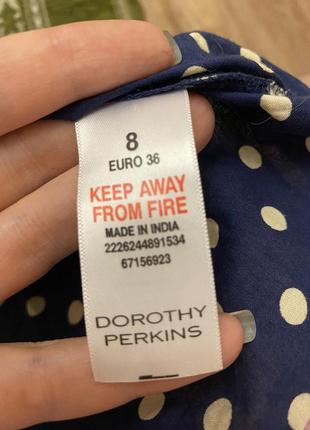 8
EURO 36
KEEP AWAY
FROM FIRE
MADE IN INDIA
2226244891534
67156923
DOROTHY
PERKINS